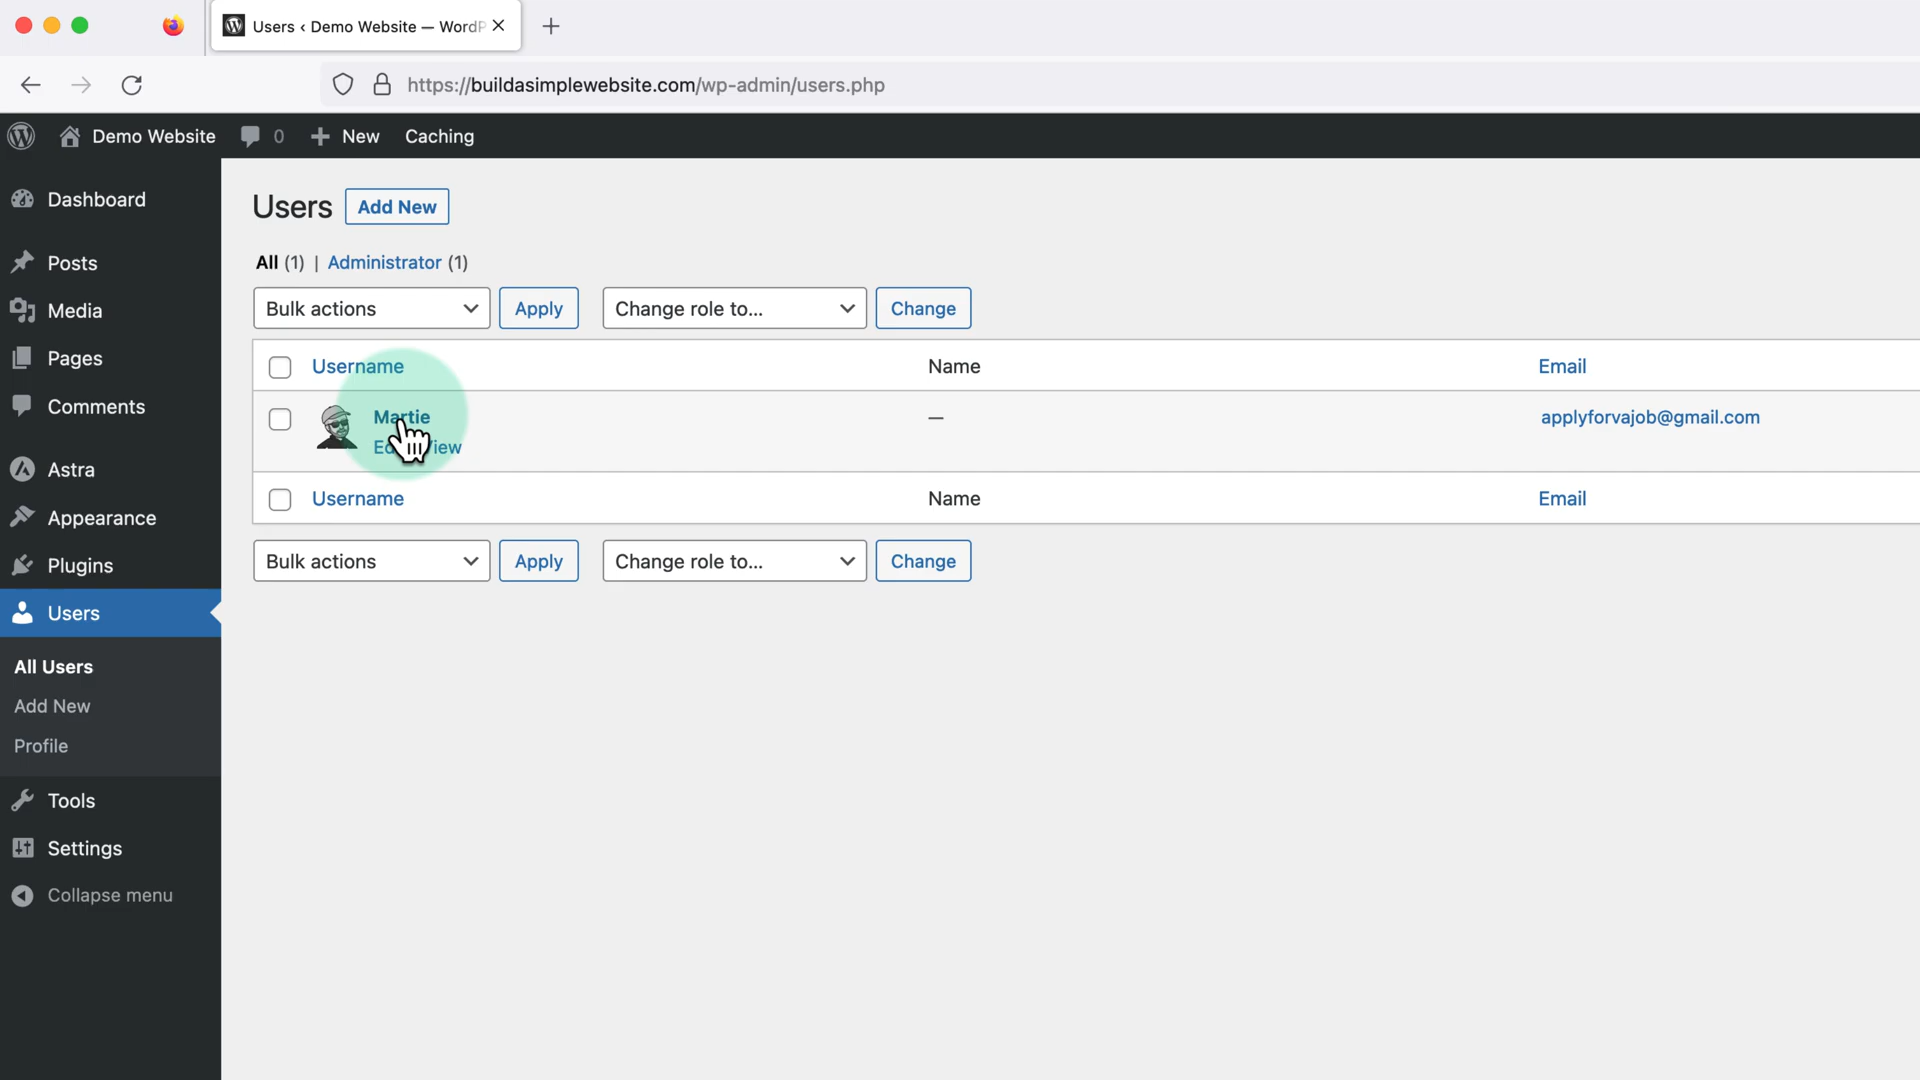 Users ‹ Demo Website — WordP
https://buildasimplewebsite.com/wp-admin/users.php
Demo Website 0 New Caching
Dashboard
Posts
Media
Pages
Comments
Astra
Appearance
Plugins
Users
All Users
Add New
Profile
Tools
Settings
Collapse menu
Users Add New
All (1) | Administrator (1)
Bulk actions Apply Change role to... Change
Username Name Email
Martie — applyforvajob@gmail.com
Username Name Email
Bulk actions Apply Change role to... Change